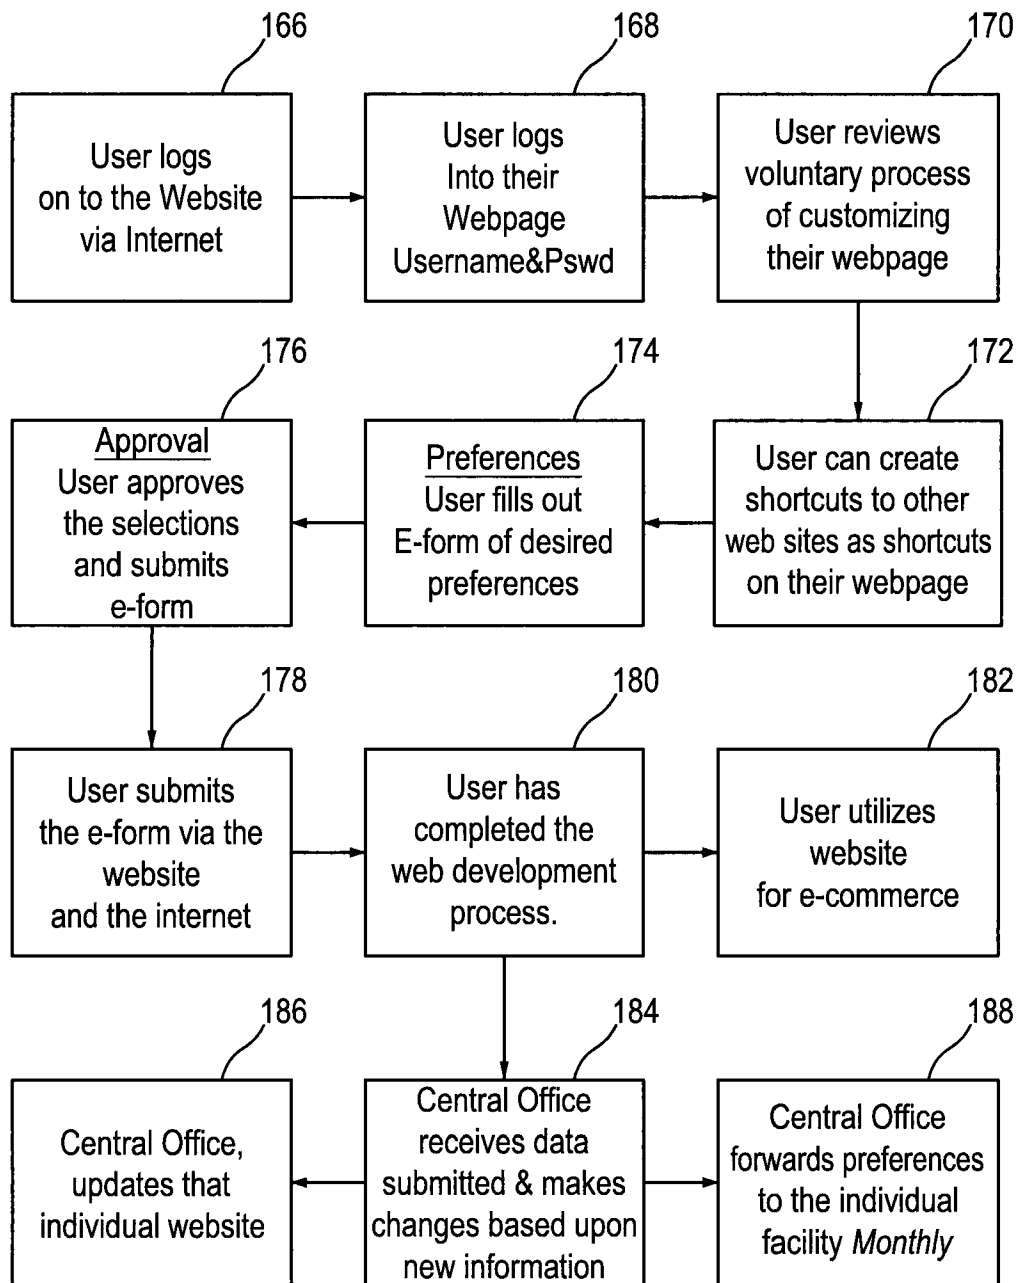 166
User logs
on to the Website
via Internet
168
User logs
Into their
Webpage
Username&Pswd
170
User reviews
voluntary process
of customizing
their webpage
172
User can create
shortcuts to other
web sites as shortcuts
on their webpage
174
Preferences
User fills out
E-form of desired
preferences
176
Approval
User approves
the selections
and submits
e-form
178
User submits
the e-form via the
website
and the internet
180
User has
completed the
web development
process.
182
User utilizes
website
for e-commerce
184
Central Office
receives data
submitted & makes
changes based upon
new information
186
Central Office,
updates that
individual website
188
Central Office
forwards preferences
to the individual
facility Monthly